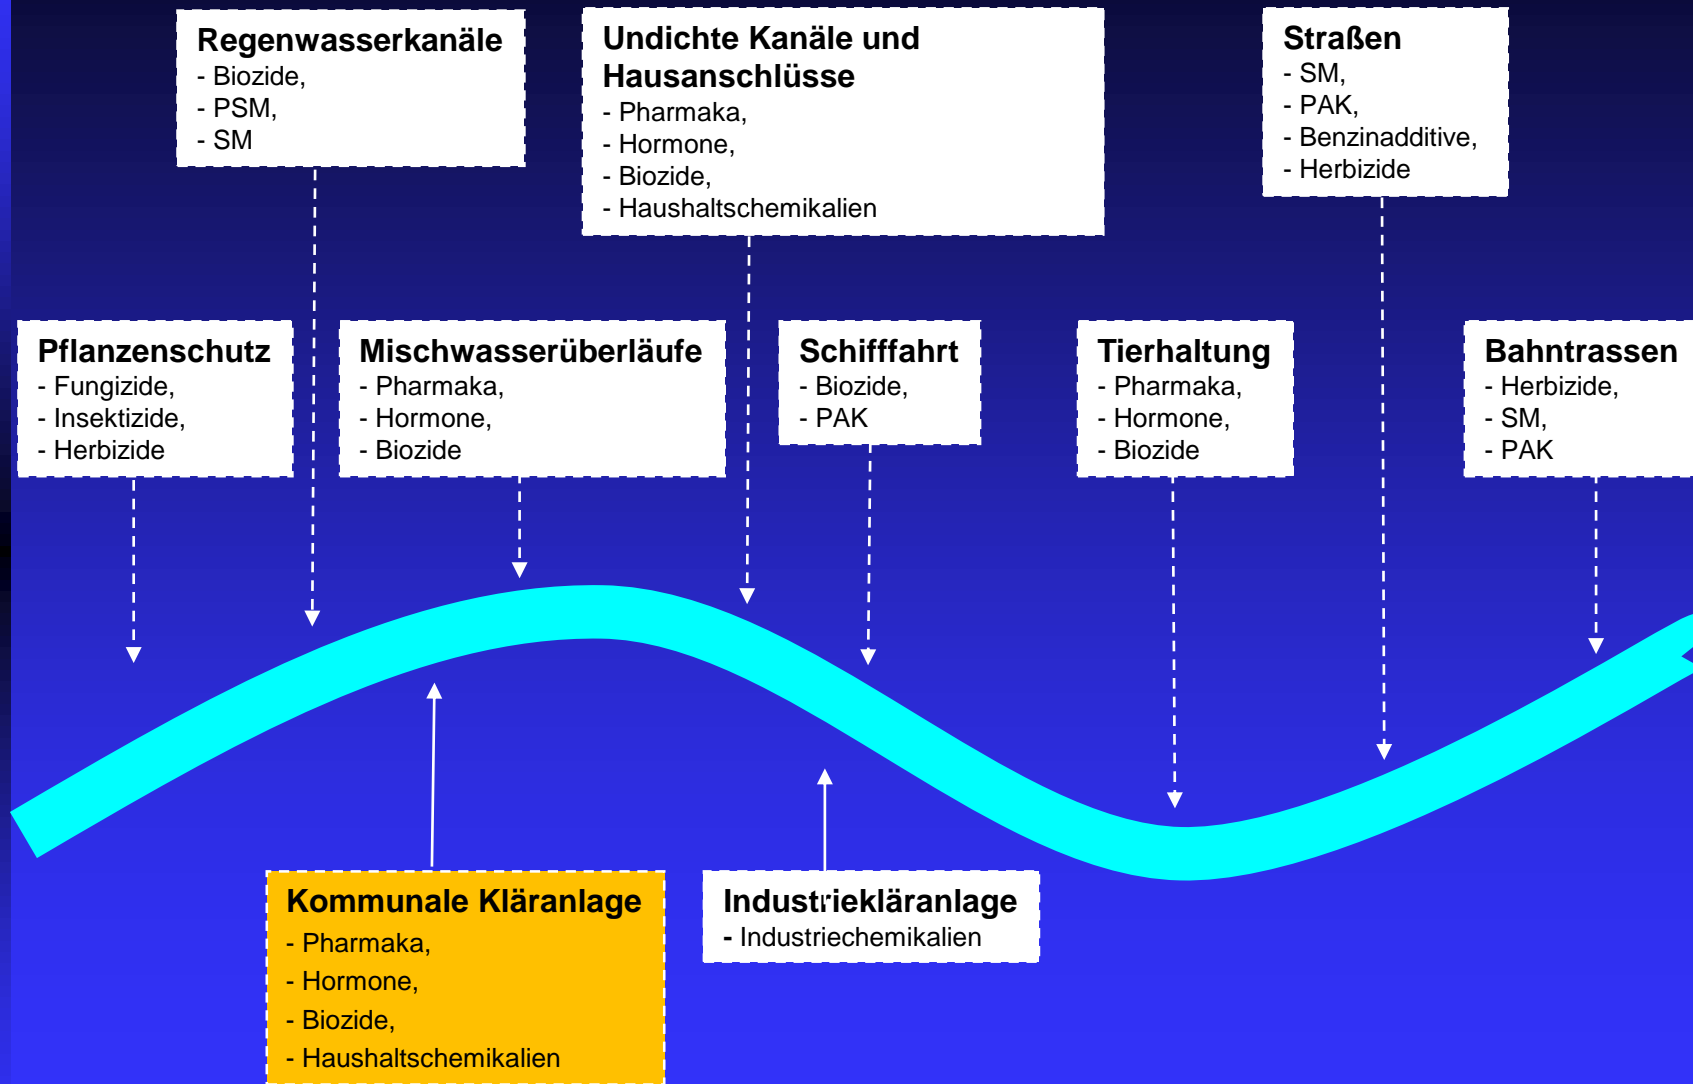 Regenwasserkanäle
- Biozide,
- PSM,
- SM
Undichte Kanäle und
Hausanschlüsse
- Pharmaka,
- Hormone,
- Biozide,
- Haushaltschemikalien
Straßen
- SM,
- PAK,
- Benzinadditive,
- Herbizide
Pflanzenschutz
- Fungizide,
- Insektizide,
- Herbizide
Mischwasserüberläufe
- Pharmaka,
- Hormone,
- Biozide
Schifffahrt
- Biozide,
- PAK
Tierhaltung
- Pharmaka,
- Hormone,
- Biozide
Bahntrassen
- Herbizide,
- SM,
- PAK
Kommunale Kläranlage
- Pharmaka,
- Hormone,
- Biozide,
- Haushaltschemikalien
Industriekläranlage
- Industriechemikalien